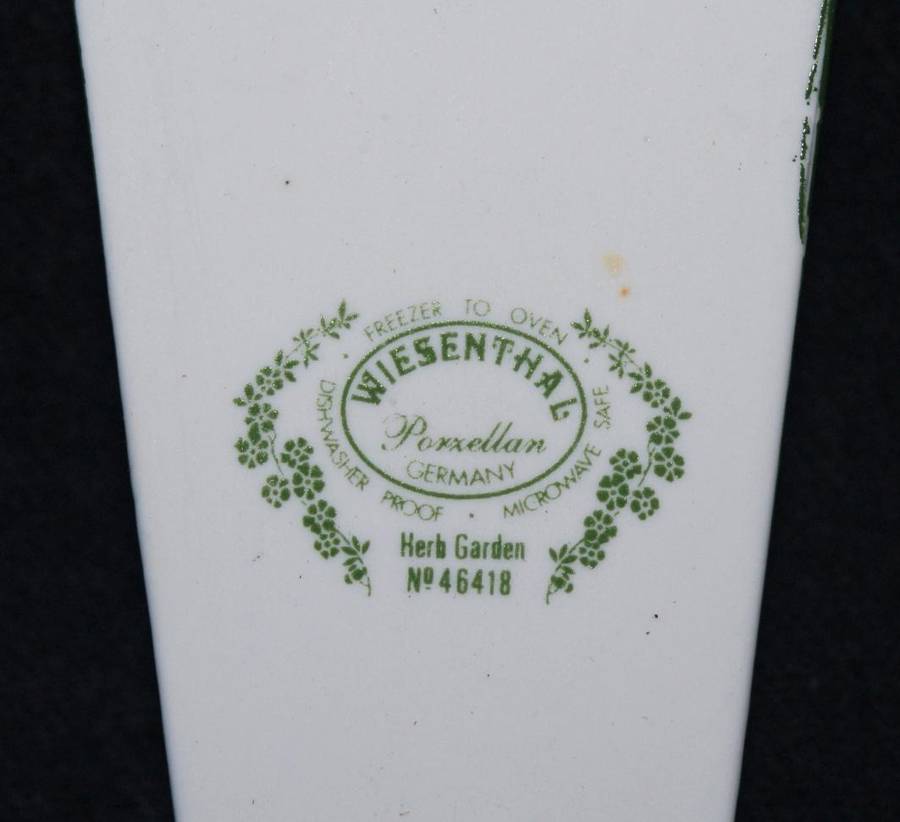 FREEZER TO OVEN
WIESENTHAL
Porzellan
GERMANY
DISHWASHER PROOF · MICROWAVE SAFE
Herb Garden
Nº 46418